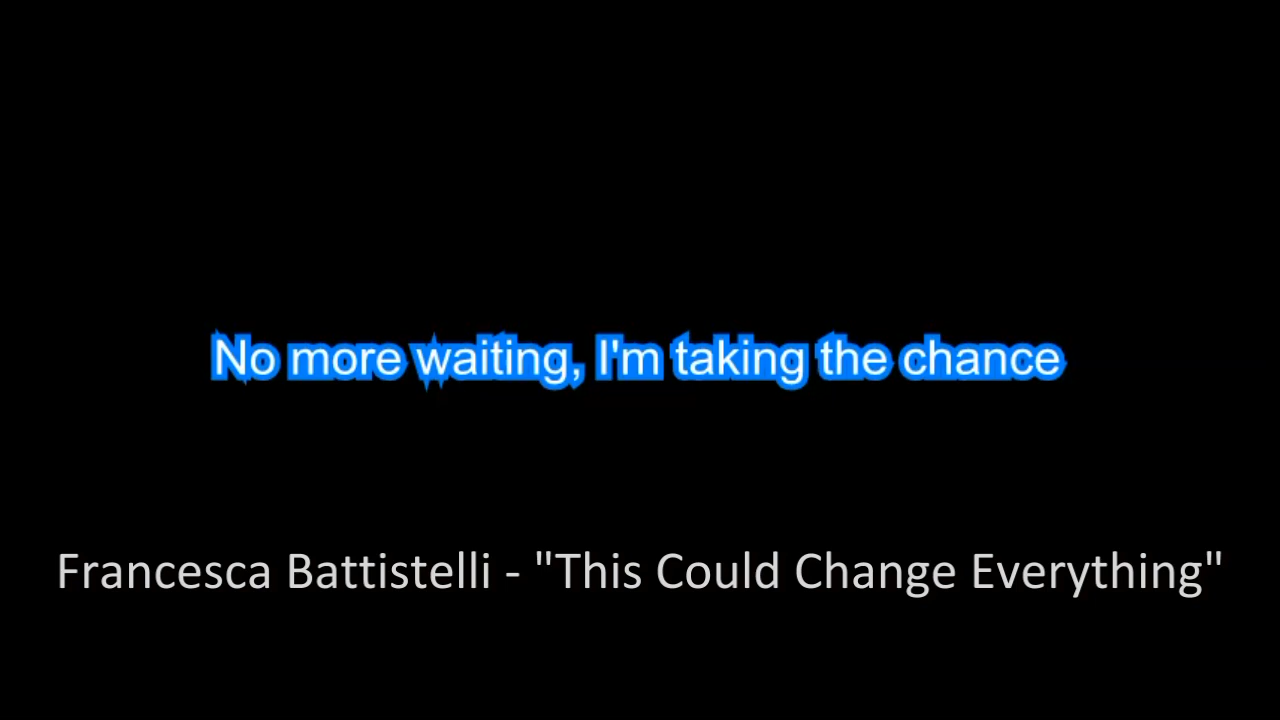 No more waiting, I'm taking the chance
Francesca Battistelli - "This Could Change Everything"